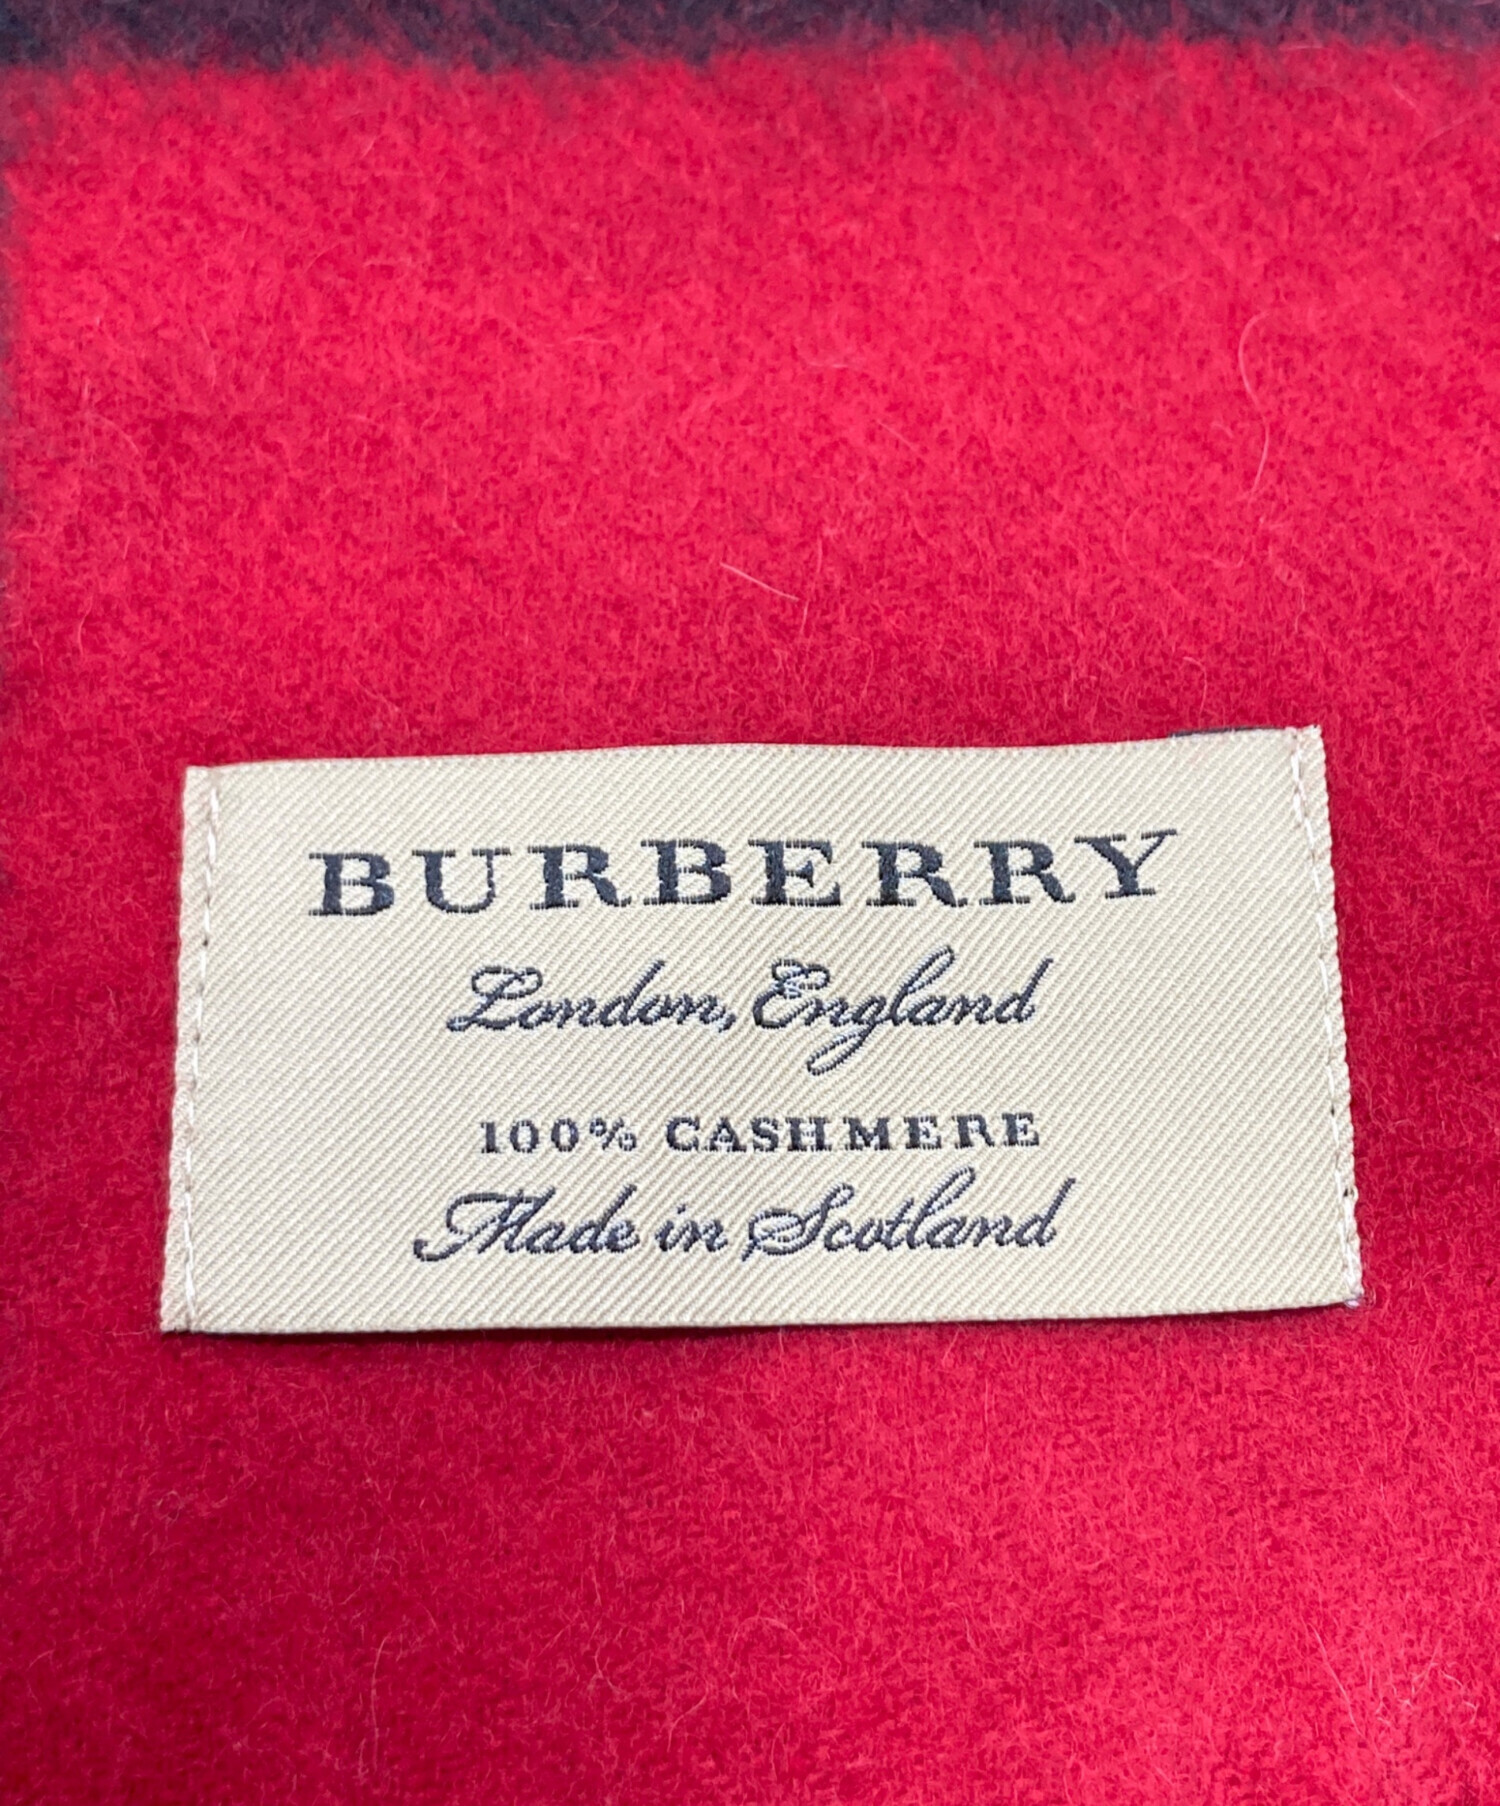 BURBERRY
London, England
100% CASHMERE
Made in Scotland